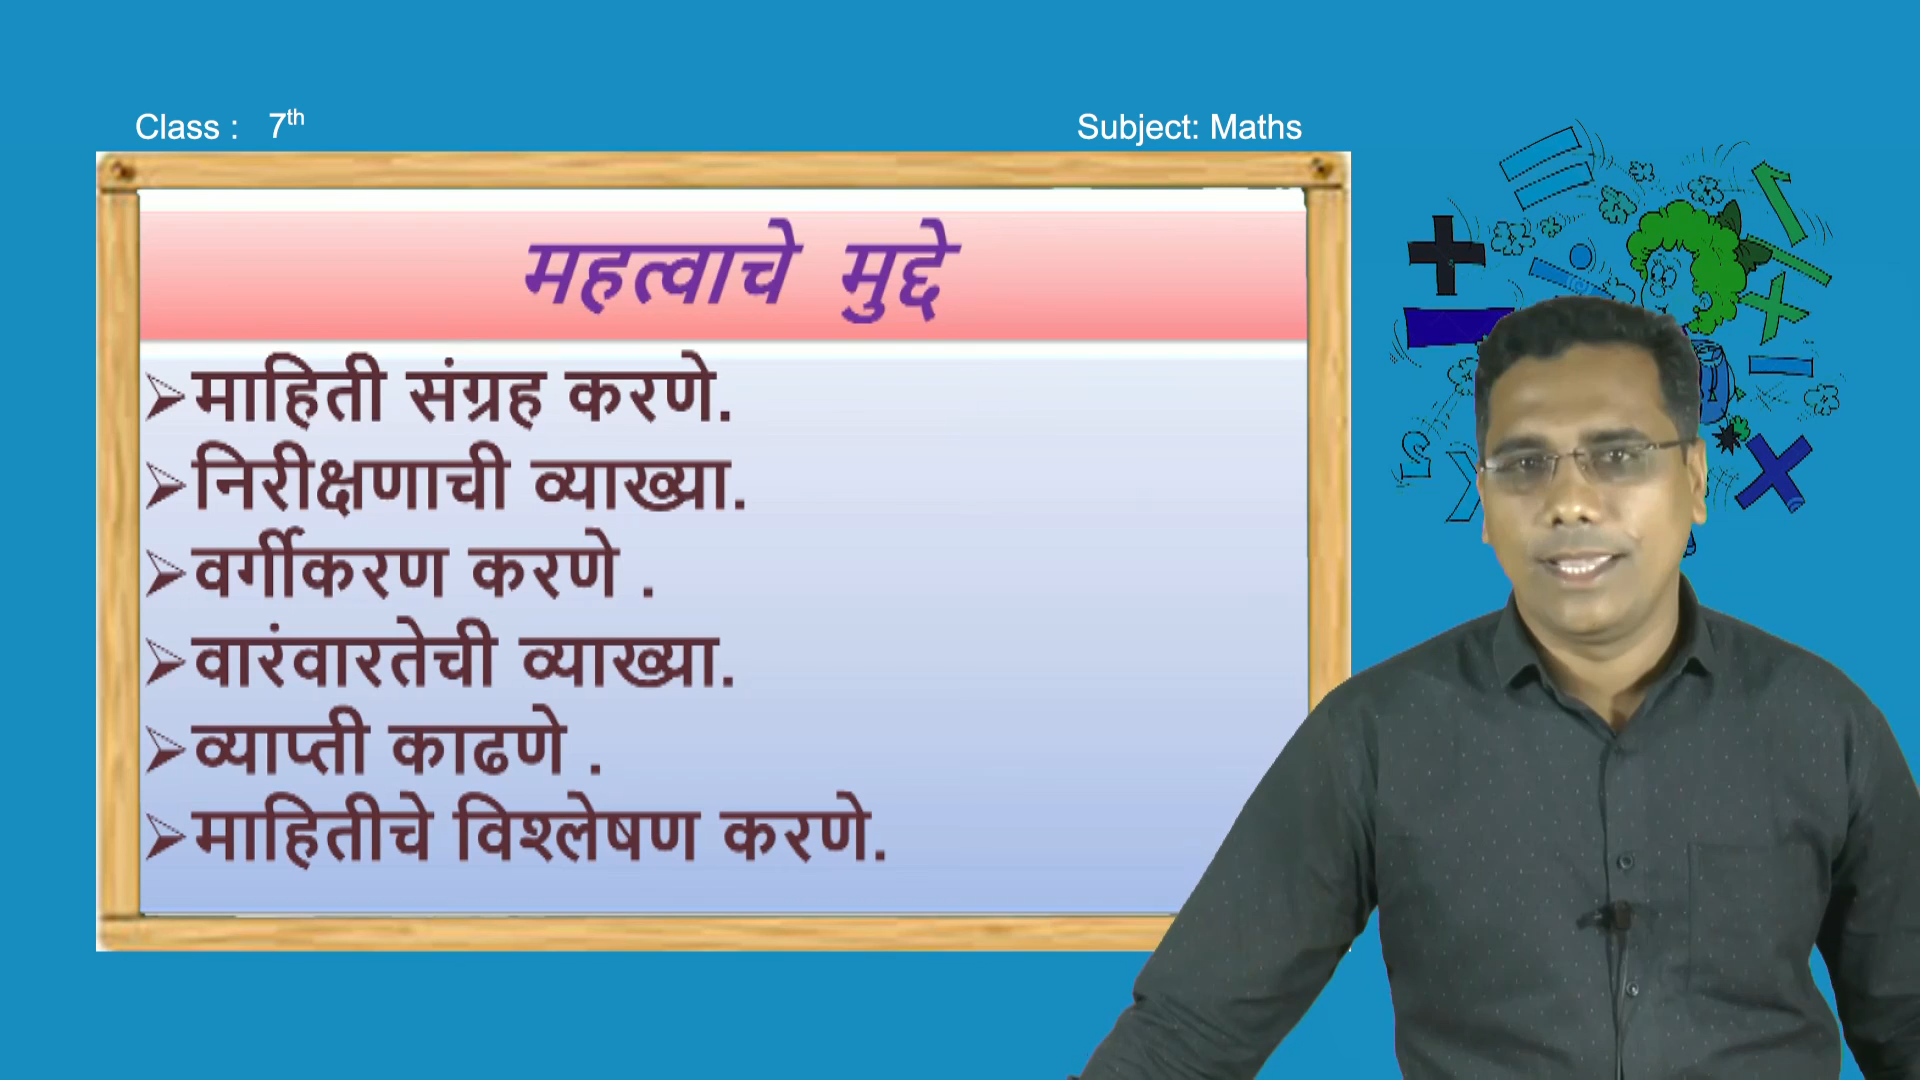 Class : 7th
Subject: Maths
महत्वाचे मुद्दे
➢माहिती संग्रह करणे.
➢निरीक्षणाची व्याख्या.
➢वर्गीकरण करणे .
➢वारंवारतेची व्याख्या.
➢व्याप्ती काढणे .
➢माहितीचे विश्लेषण करणे.